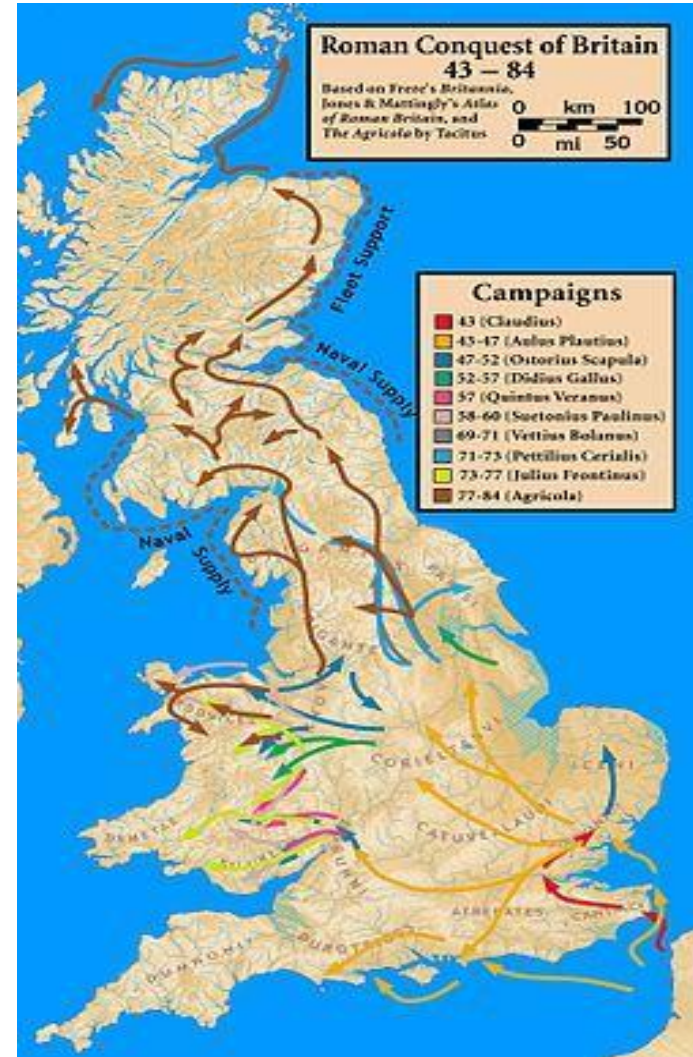 Roman Conquest of Britain
43 – 84
Based on Frere's Britannia,
Jones & Mattingly's Atlas
of Roman Britain, and
The Agricola by Tacitus
0 km 100
0 mi 50
Fleet Support
Naval Supply
Campaigns
43 (Claudius)
43-47 (Aulus Plautius)
47-52 (Ostorius Scapula)
52-57 (Didius Gallus)
57 (Quintus Veranus)
58-60 (Suetonius Paulinus)
69-71 (Vettius Bolanus)
71-73 (Pettilius Cerialis)
73-77 (Julius Frontinus)
77-84 (Agricola)
Naval
Supply
PARISI
CORIELTAUVI
ICENI
CATUVELLAUNI
DEMETAE
ATREBATES
DUROTRIGES
DUMNONII